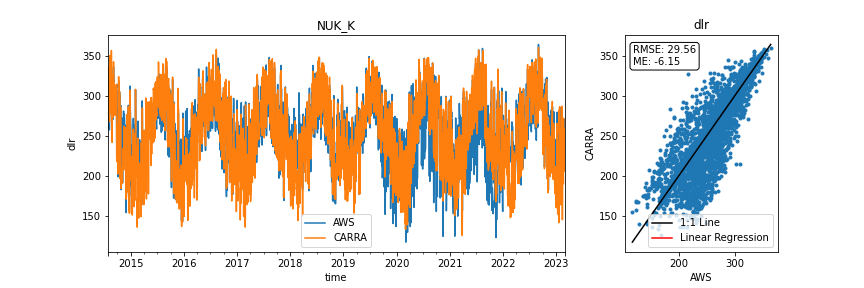 NUK_K
dlr
350
300
250
200
150
dlr
AWS
CARRA
2015
2016
2017
2018
2019
2020
2021
2022
2023
time
dlr
RMSE: 29.56
ME: -6.15
350
300
250
200
150
CARRA
1:1 Line
Linear Regression
200
300
AWS